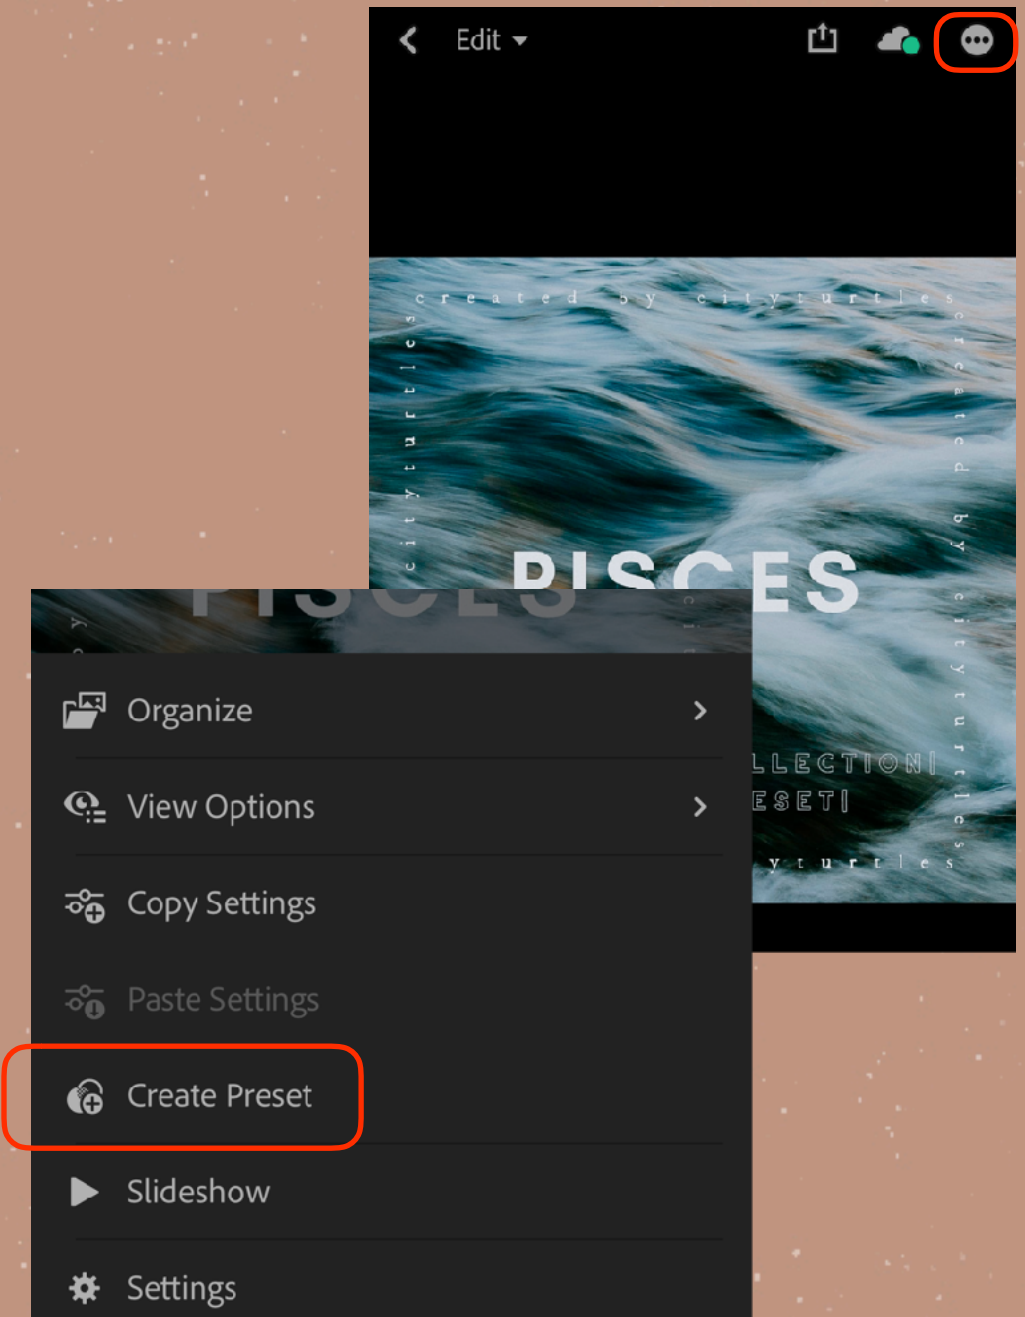 Edit
created by cityturtles
cityturtles
created by cityturtles
PISCES
PISCES
LLECTION|
ESET|
yturtles
Organize
View Options
Copy Settings
Paste Settings
Create Preset
Slideshow
Settings